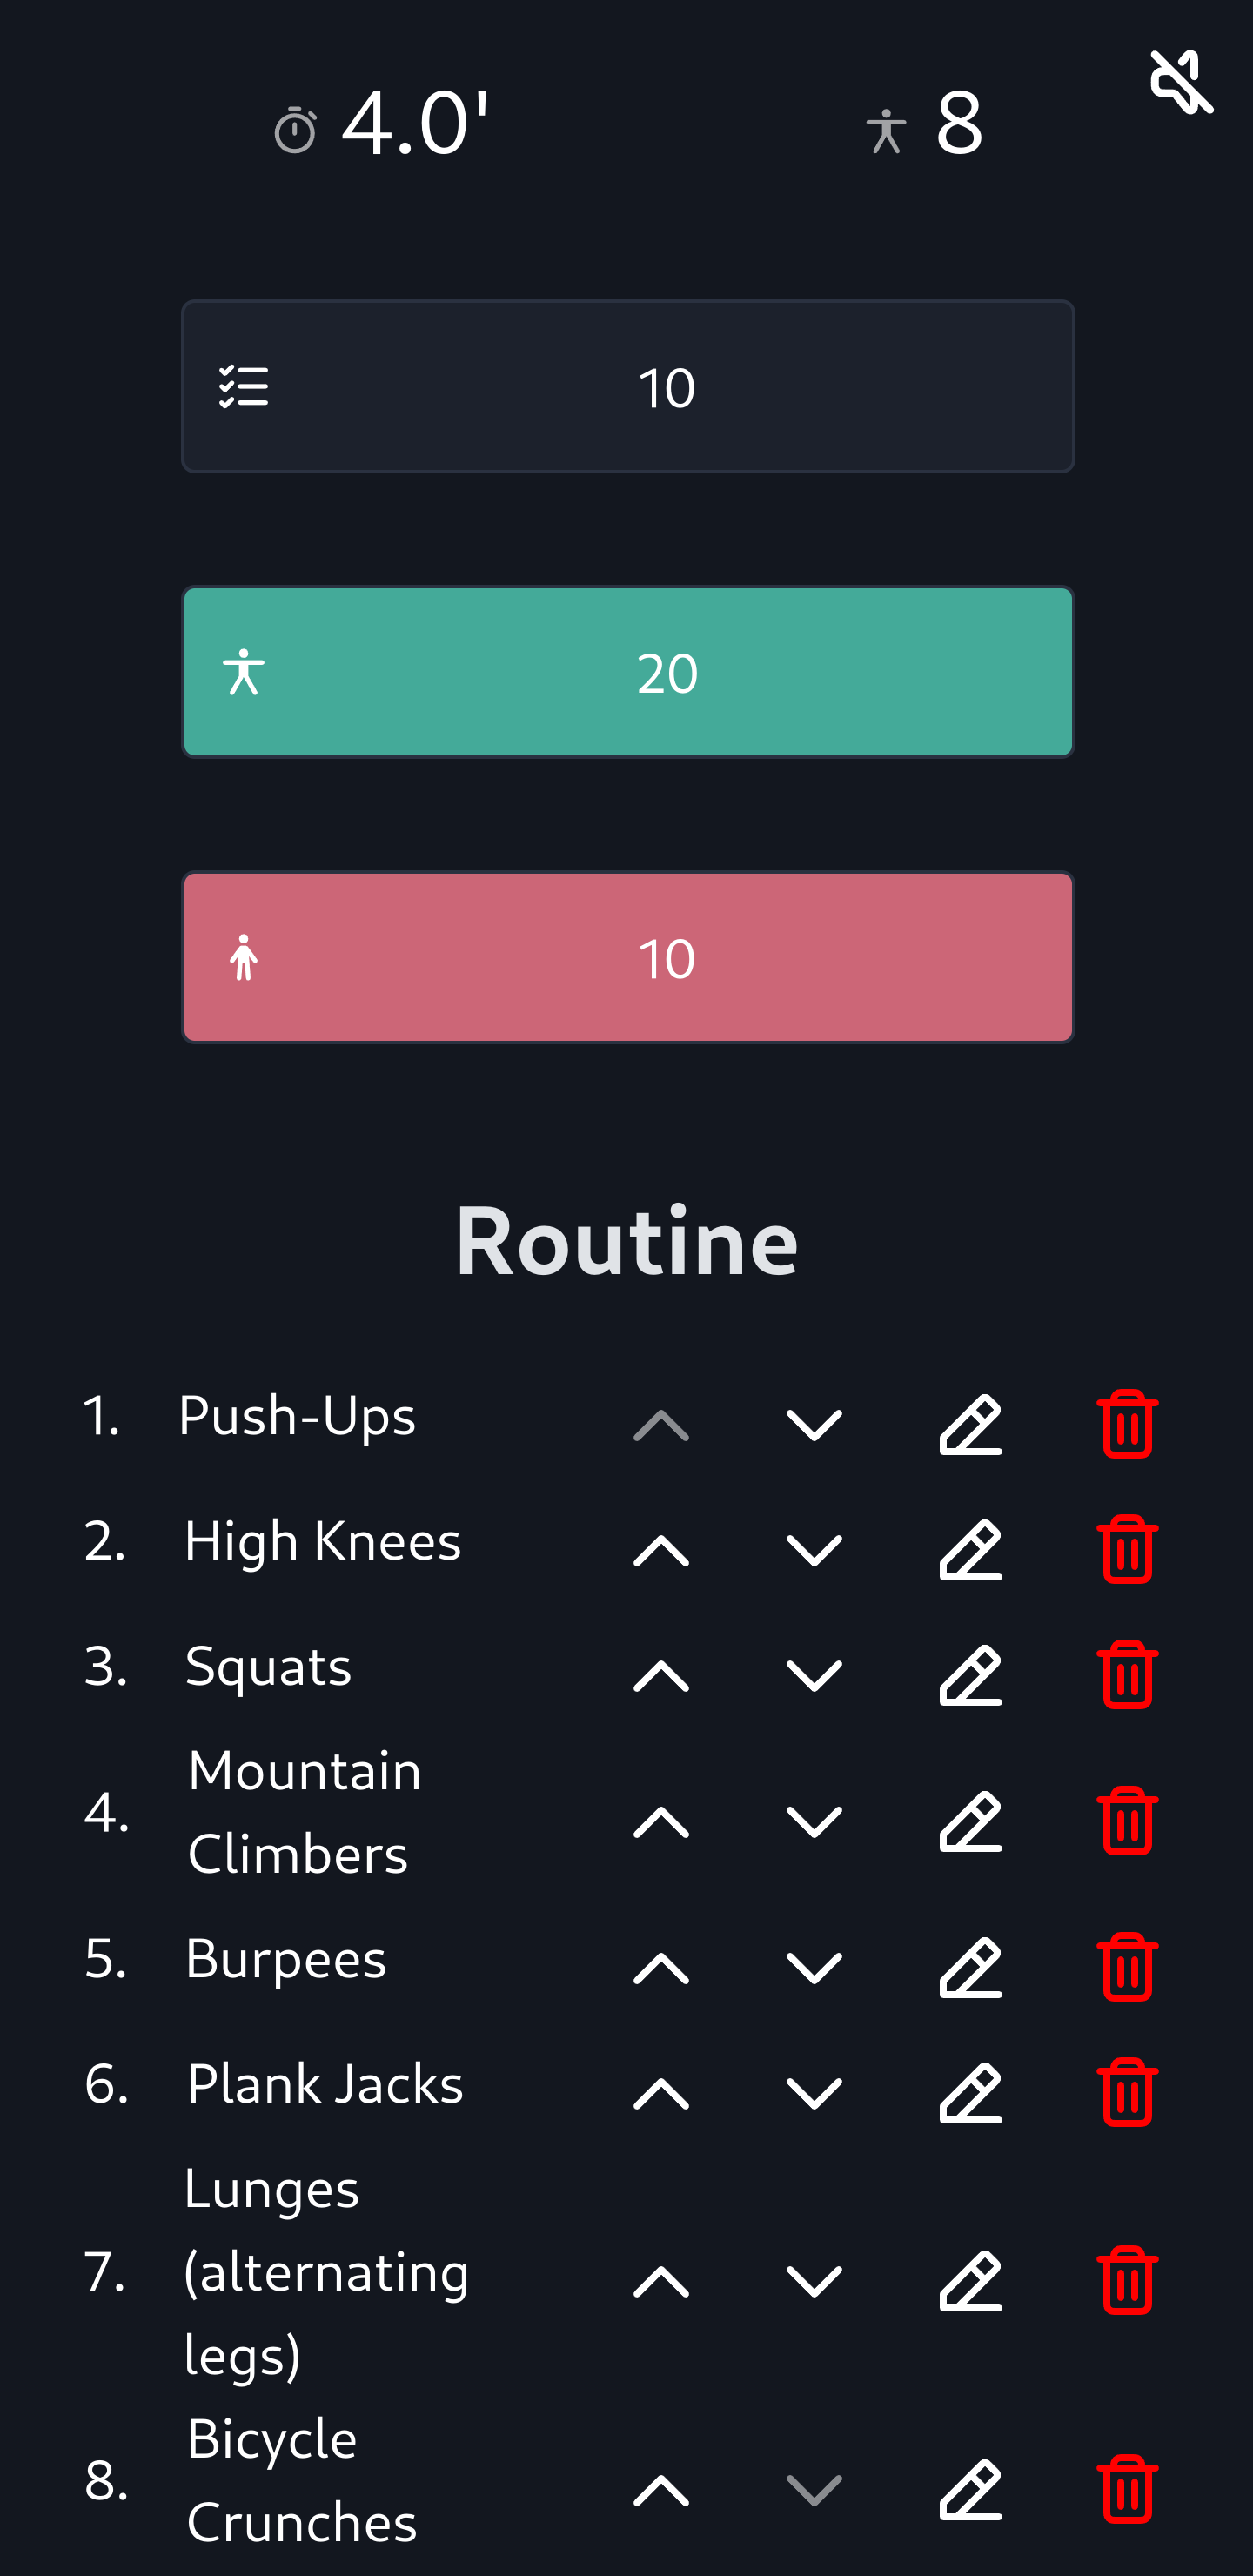 4.0'
8
10
20
10
Routine
1. Push-Ups
2. High Knees
3. Squats
4. Mountain
Climbers
5. Burpees
6. Plank Jacks
7. Lunges
(alternating
legs)
8. Bicycle
Crunches